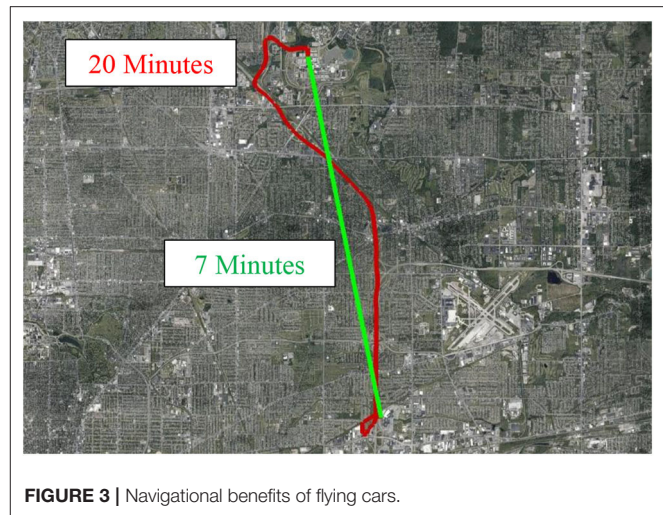 20 Minutes
7 Minutes
FIGURE 3 | Navigational benefits of flying cars.